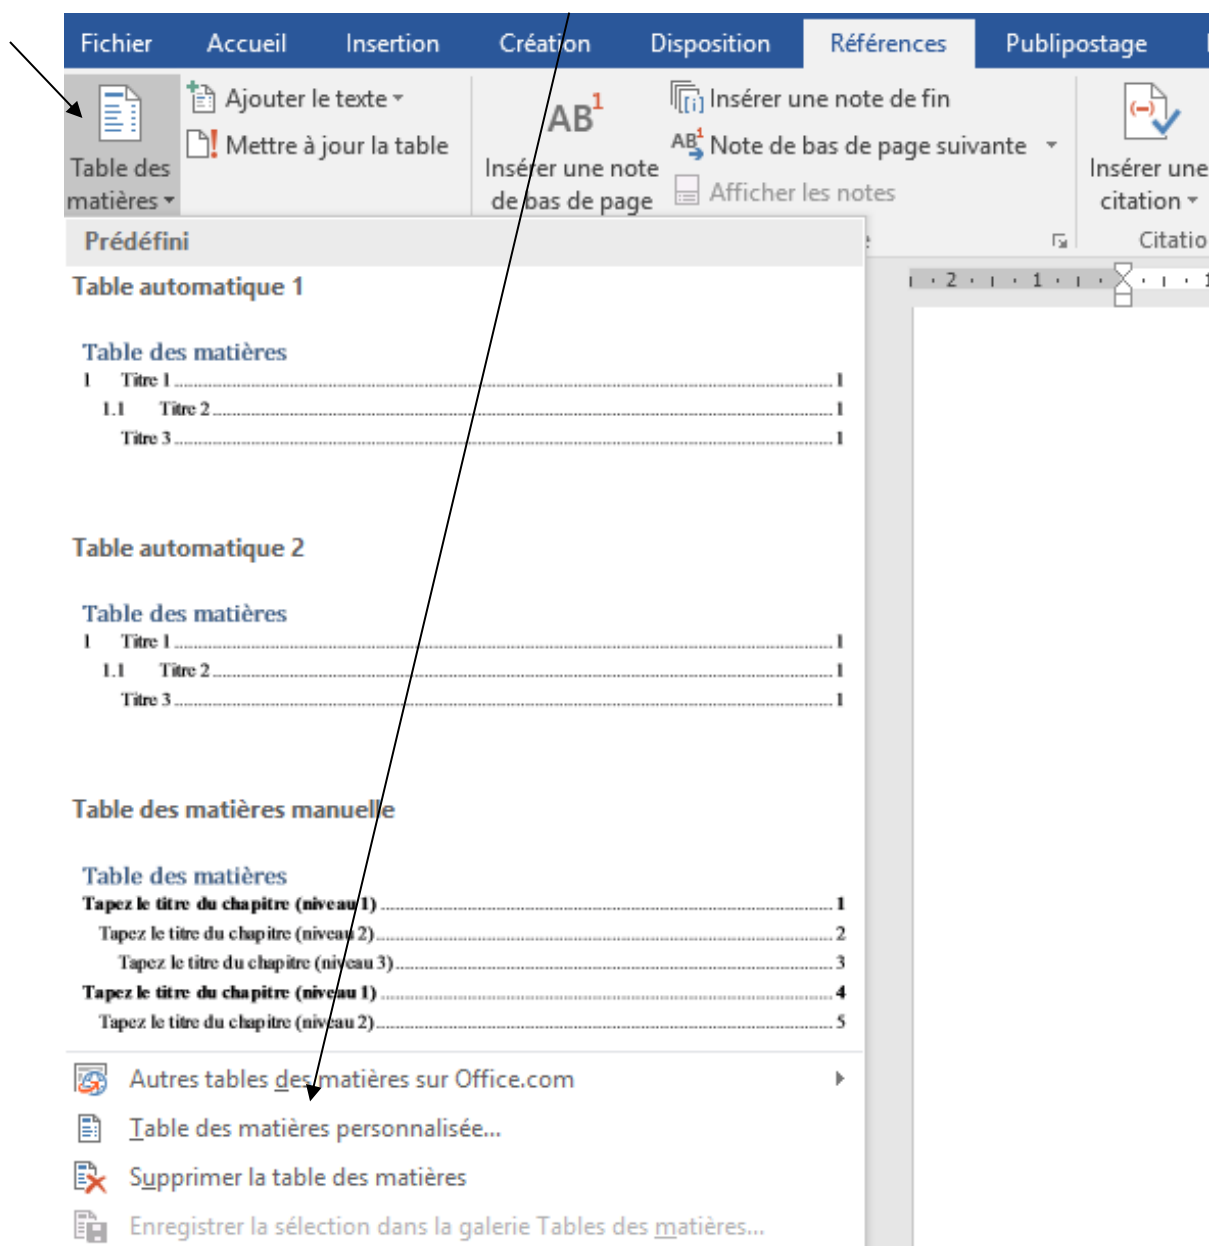 Fichier Accueil Insertion Création Disposition Références Publipostage
Ajouter le texte
Mettre à jour la table
Table des
matières
AB1
Insérer une note
de bas de page
[i] Insérer une note de fin
AB1 Note de bas de page suivante
Afficher les notes
(-)
Insérer une
citation
Citatio
Prédéfini
2 1 1
Table automatique 1
Table des matières
1 Titre 1 1
1.1 Titre 2 1
Titre 3 1
Table automatique 2
Table des matières
1 Titre 1 1
1.1 Titre 2 1
Titre 3 1
Table des matières manuelle
Table des matières
Tapez le titre du chapitre (niveau 1) 1
Tapez le titre du chapitre (niveau 2) 2
Tapez le titre du chapitre (niveau 3) 3
Tapez le titre du chapitre (niveau 1) 4
Tapez le titre du chapitre (niveau 2) 5
Autres tables des matières sur Office.com
Table des matières personnalisée...
Supprimer la table des matières
Enregistrer la sélection dans la galerie Tables des matières...